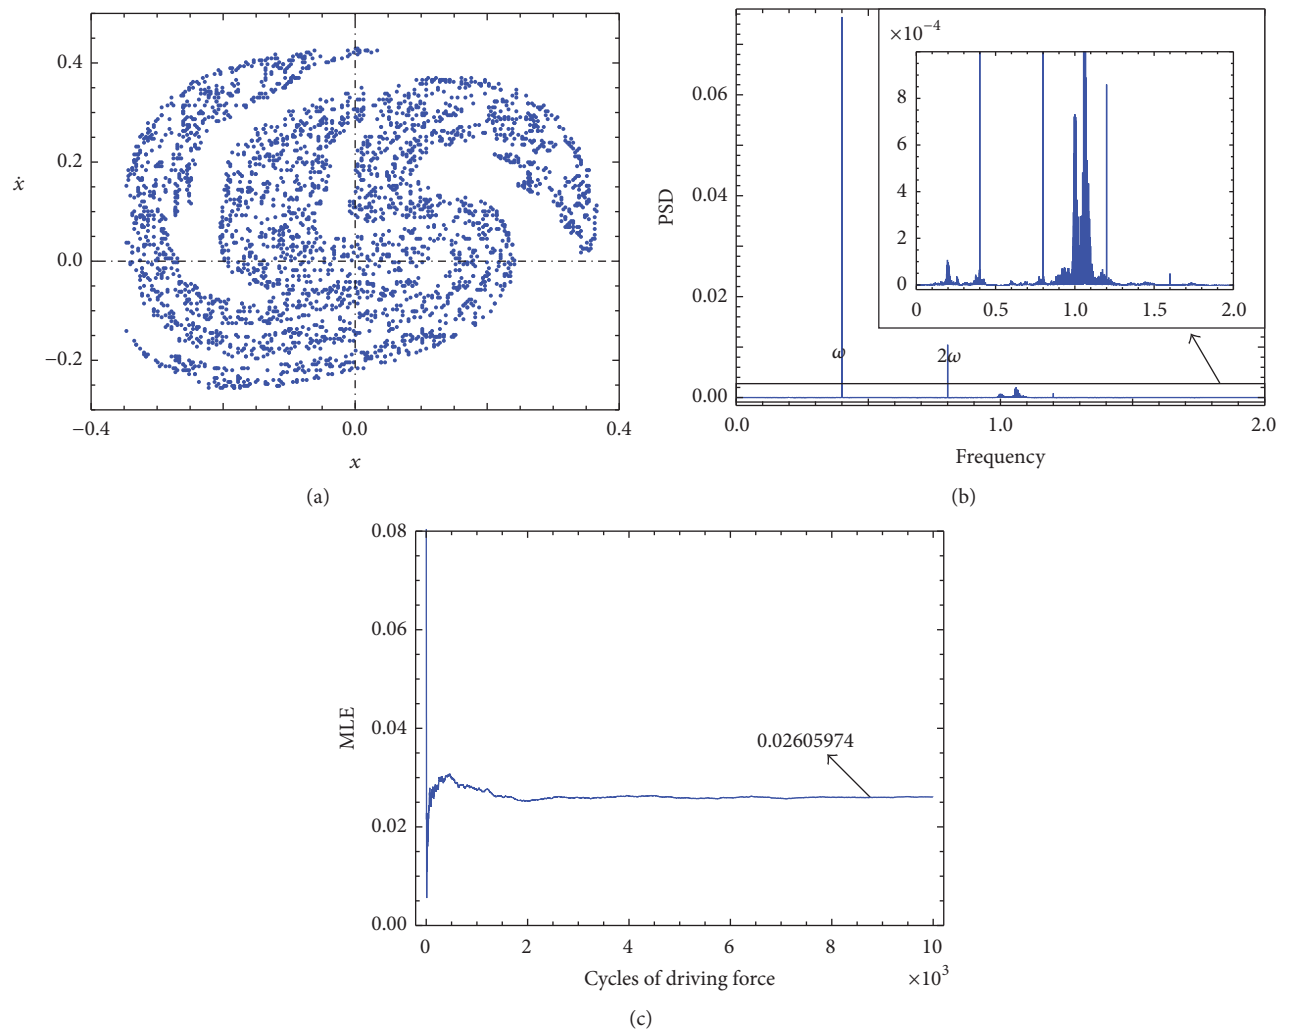 0.4
0.2
0.0
−0.2
ẋ
−0.4 0.0 0.4
x
(a)
0.06
0.04
0.02
0.00
PSD
×10⁻⁴
8
6
4
2
0
0 0.5 1.0 1.5 2.0
ω
2ω
0.0 1.0 2.0
Frequency
(b)
0.08
0.06
0.04
0.02
0.00
MLE
0.02605974
0 2 4 6 8 10
Cycles of driving force ×10³
(c)